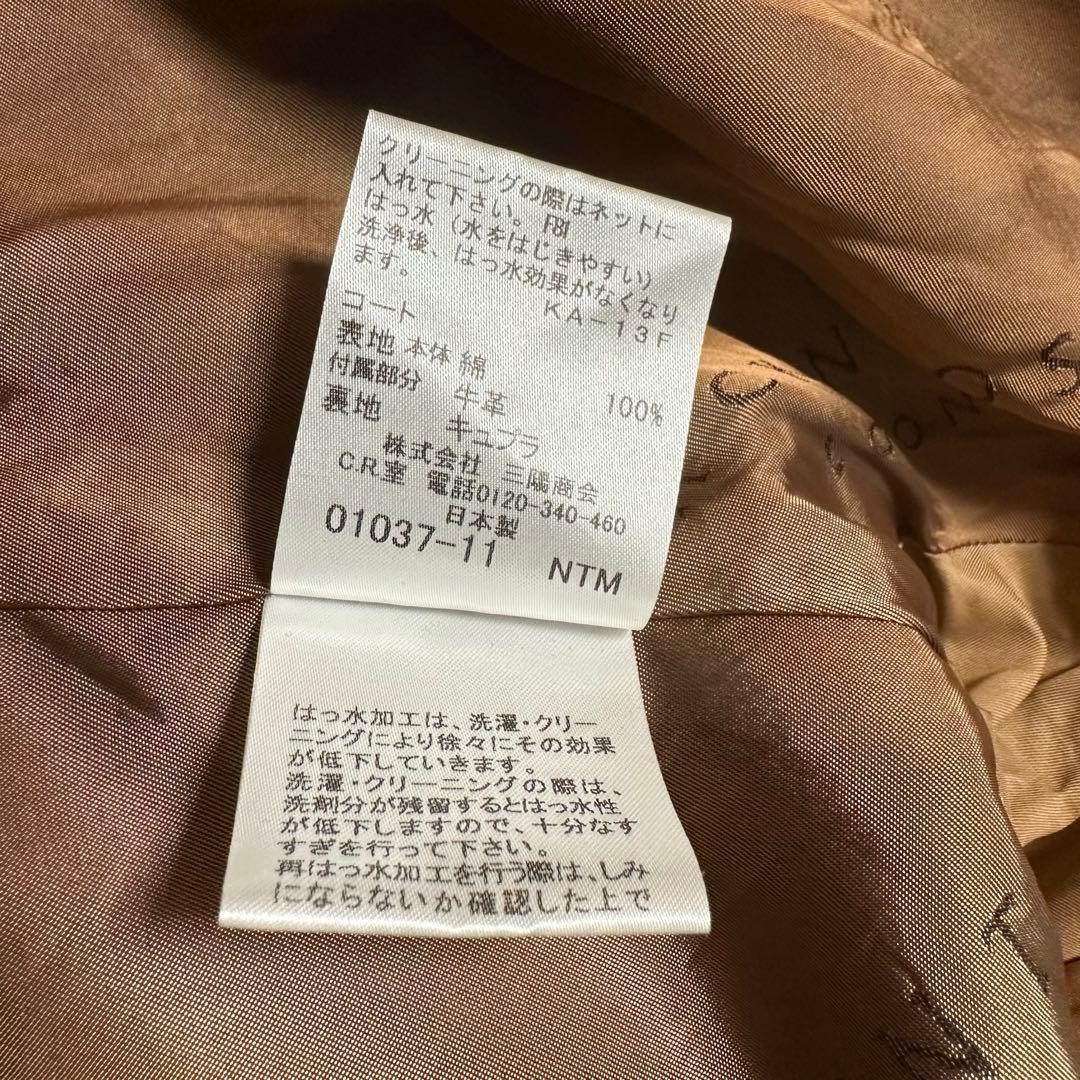 クリーニングの際はネットに
入れて下さい。F8I
はっ水（水をはじきやすい）
洗浄後、はっ水効果がなくなり
ます。
KA-13F
コート
表地 本体 綿 100%
付属部分 牛革
裏地 キュプラ
株式会社 三陽商会
C.R.室 電話0120-340-460
日本製
01037-11 NTM
はっ水加工は、洗濯・クリー
ニングにより徐々にその効果
が低下していきます。
洗濯・クリーニングの際は、
洗剤分が残留するとはっ水性
が低下しますので、十分なす
すぎを行って下さい。
再はっ水加工を行う際は、しみ
にならないか確認した上で